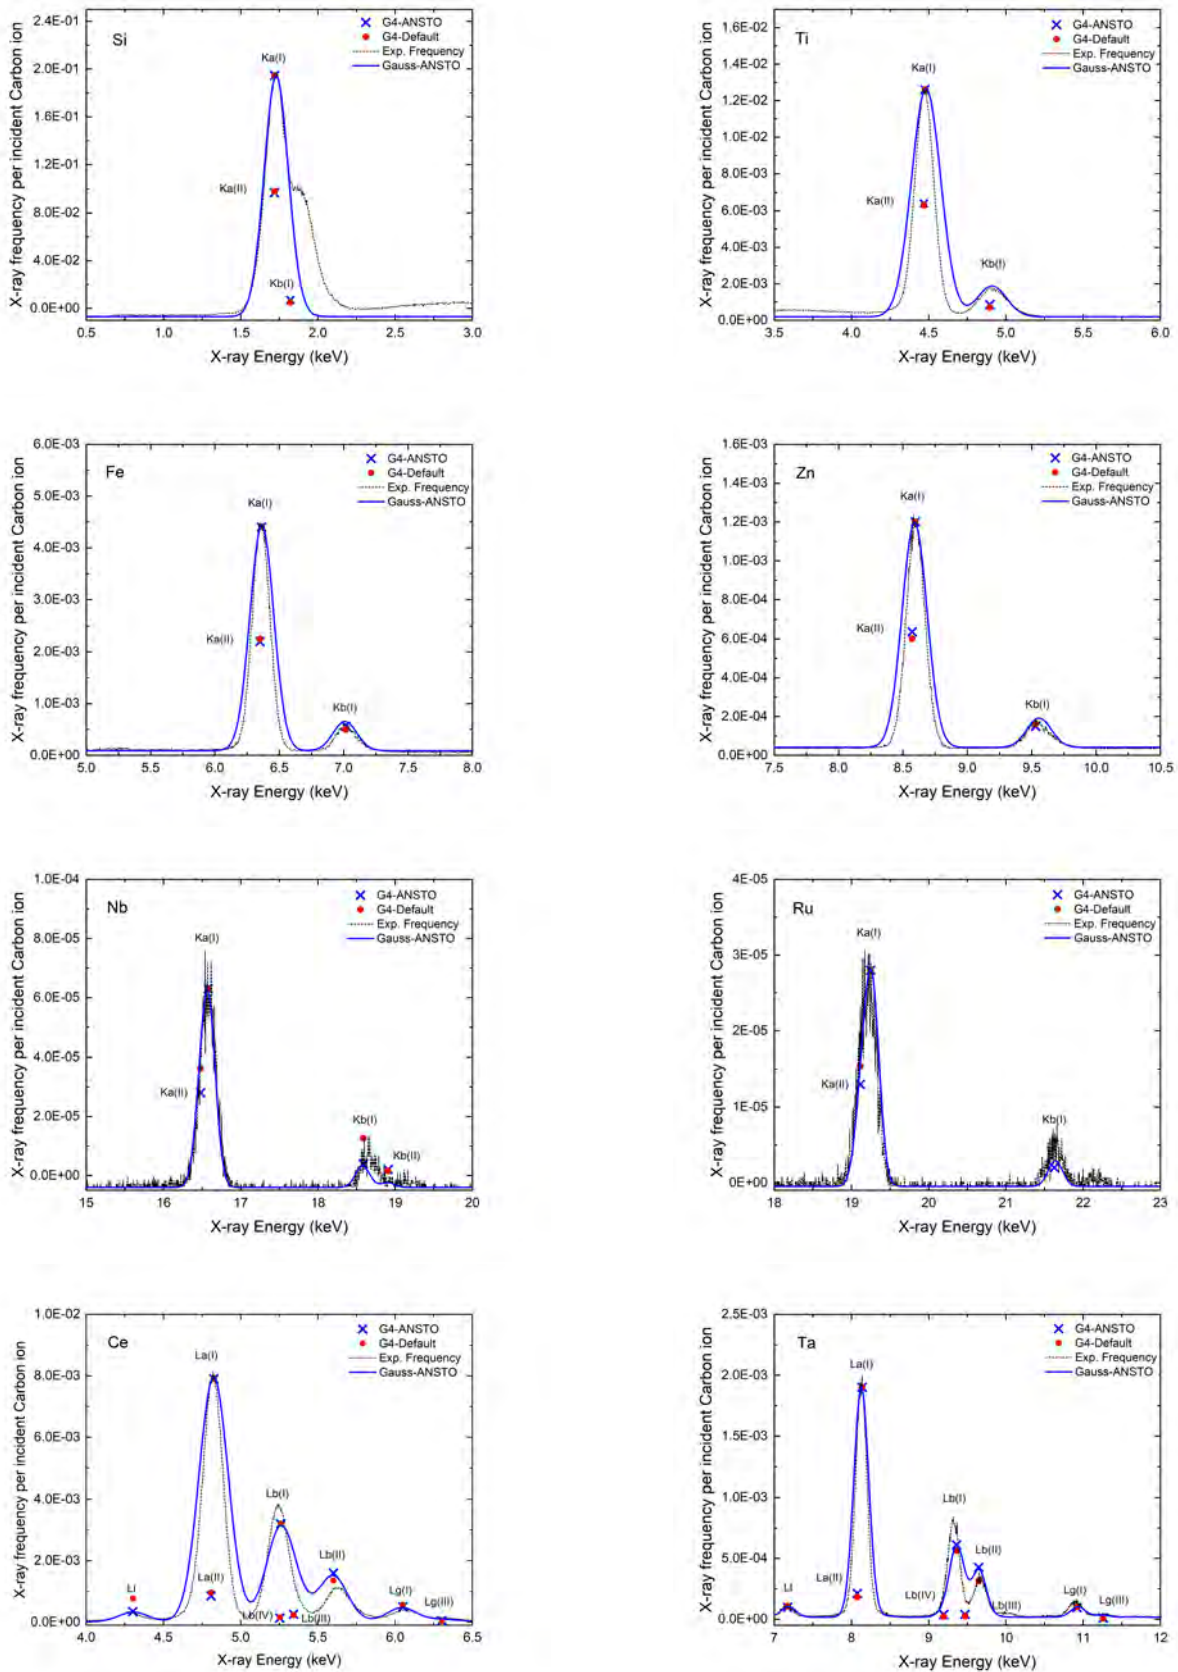 Si
2.4E-01
2.0E-01
1.6E-01
1.2E-01
8.0E-02
4.0E-02
0.0E+00
X-ray frequency per incident Carbon ion
G4-ANSTO
G4-Default
Exp. Frequency
Gauss-ANSTO
Ka(I)
Ka(II)
Kb(I)
0.5 1.0 1.5 2.0 2.5 3.0
X-ray Energy (keV)
Ti
1.6E-02
1.4E-02
1.2E-02
1.0E-02
8.0E-03
6.0E-03
4.0E-03
2.0E-03
0.0E+00
X-ray frequency per incident Carbon ion
G4-ANSTO
G4-Default
Exp. Frequency
Gauss-ANSTO
Ka(I)
Ka(II)
Kb(I)
3.5 4.0 4.5 5.0 5.5 6.0
X-ray Energy (keV)
Fe
6.0E-03
5.0E-03
4.0E-03
3.0E-03
2.0E-03
1.0E-03
0.0E+00
X-ray frequency per incident Carbon ion
G4-ANSTO
G4-Default
Exp. Frequency
Gauss-ANSTO
Ka(I)
Ka(II)
Kb(I)
5.0 5.5 6.0 6.5 7.0 7.5 8.0
X-ray Energy (keV)
Zn
1.6E-03
1.4E-03
1.2E-03
1.0E-03
8.0E-04
6.0E-04
4.0E-04
2.0E-04
0.0E+00
X-ray frequency per incident Carbon ion
G4-ANSTO
G4-Default
Exp. Frequency
Gauss-ANSTO
Ka(I)
Ka(II)
Kb(I)
7.5 8.0 8.5 9.0 9.5 10.0 10.5
X-ray Energy (keV)
Nb
1.0E-04
8.0E-05
6.0E-05
4.0E-05
2.0E-05
0.0E+00
X-ray frequency per incident Carbon ion
G4-ANSTO
G4-Default
Exp. Frequency
Gauss-ANSTO
Ka(I)
Ka(II)
Kb(I)
Kb(II)
15 16 17 18 19 20
X-ray Energy (keV)
Ru
4E-05
3E-05
2E-05
1E-05
0E+00
X-ray frequency per incident Carbon ion
G4-ANSTO
G4-Default
Exp. Frequency
Gauss-ANSTO
Ka(I)
Ka(II)
Kb(I)
18 19 20 21 22 23
X-ray Energy (keV)
Ce
1.0E-02
8.0E-03
6.0E-03
4.0E-03
2.0E-03
0.0E+00
X-ray frequency per incident Carbon ion
G4-ANSTO
G4-Default
Exp. Frequency
Gauss-ANSTO
La(I)
Lb(I)
Lb(II)
Ll
La(II)
Lg(I)
Lg(III)
Lb(IV)
Lb(III)
4.0 4.5 5.0 5.5 6.0 6.5
X-ray Energy (keV)
Ta
2.5E-03
2.0E-03
1.5E-03
1.0E-03
5.0E-04
0.0E+00
X-ray frequency per incident Carbon ion
G4-ANSTO
G4-Default
Exp. Frequency
Gauss-ANSTO
La(I)
Lb(I)
Lb(II)
Ll
La(II)
Lb(IV)
Lb(III)
Lg(I)
Lg(III)
7 8 9 10 11 12
X-ray Energy (keV)